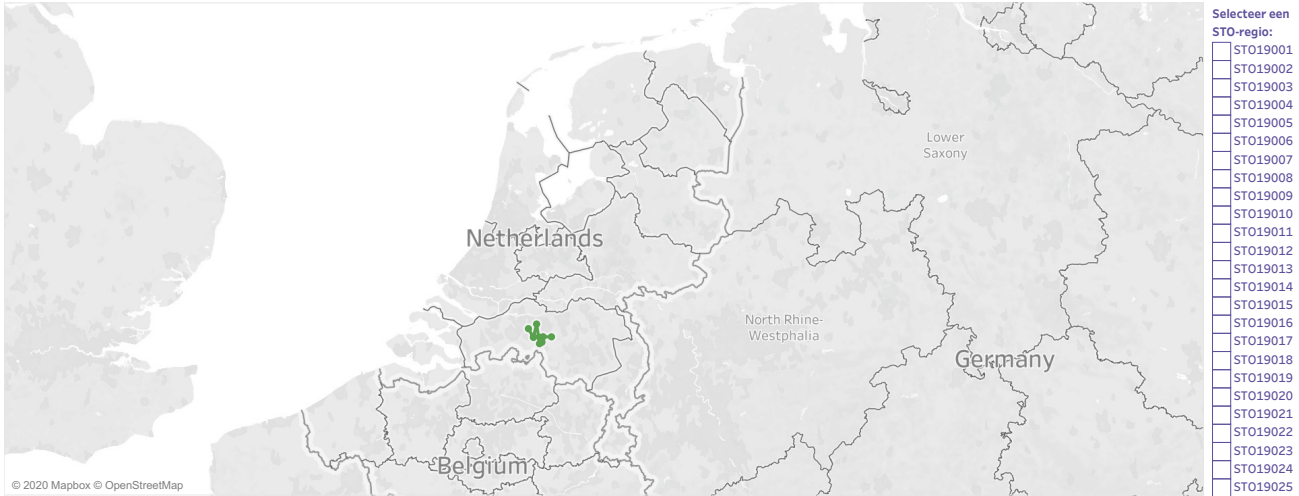 Lower
Saxony
Netherlands
North Rhine-
Westphalia
Germany
Belgium
© 2020 Mapbox © OpenStreetMap
Selecteer een
STO-regio:
STO19001
STO19002
STO19003
STO19004
STO19005
STO19006
STO19007
STO19008
STO19009
STO19010
STO19011
STO19012
STO19013
STO19014
STO19015
STO19016
STO19017
STO19018
STO19019
STO19020
STO19021
STO19022
STO19023
STO19024
STO19025